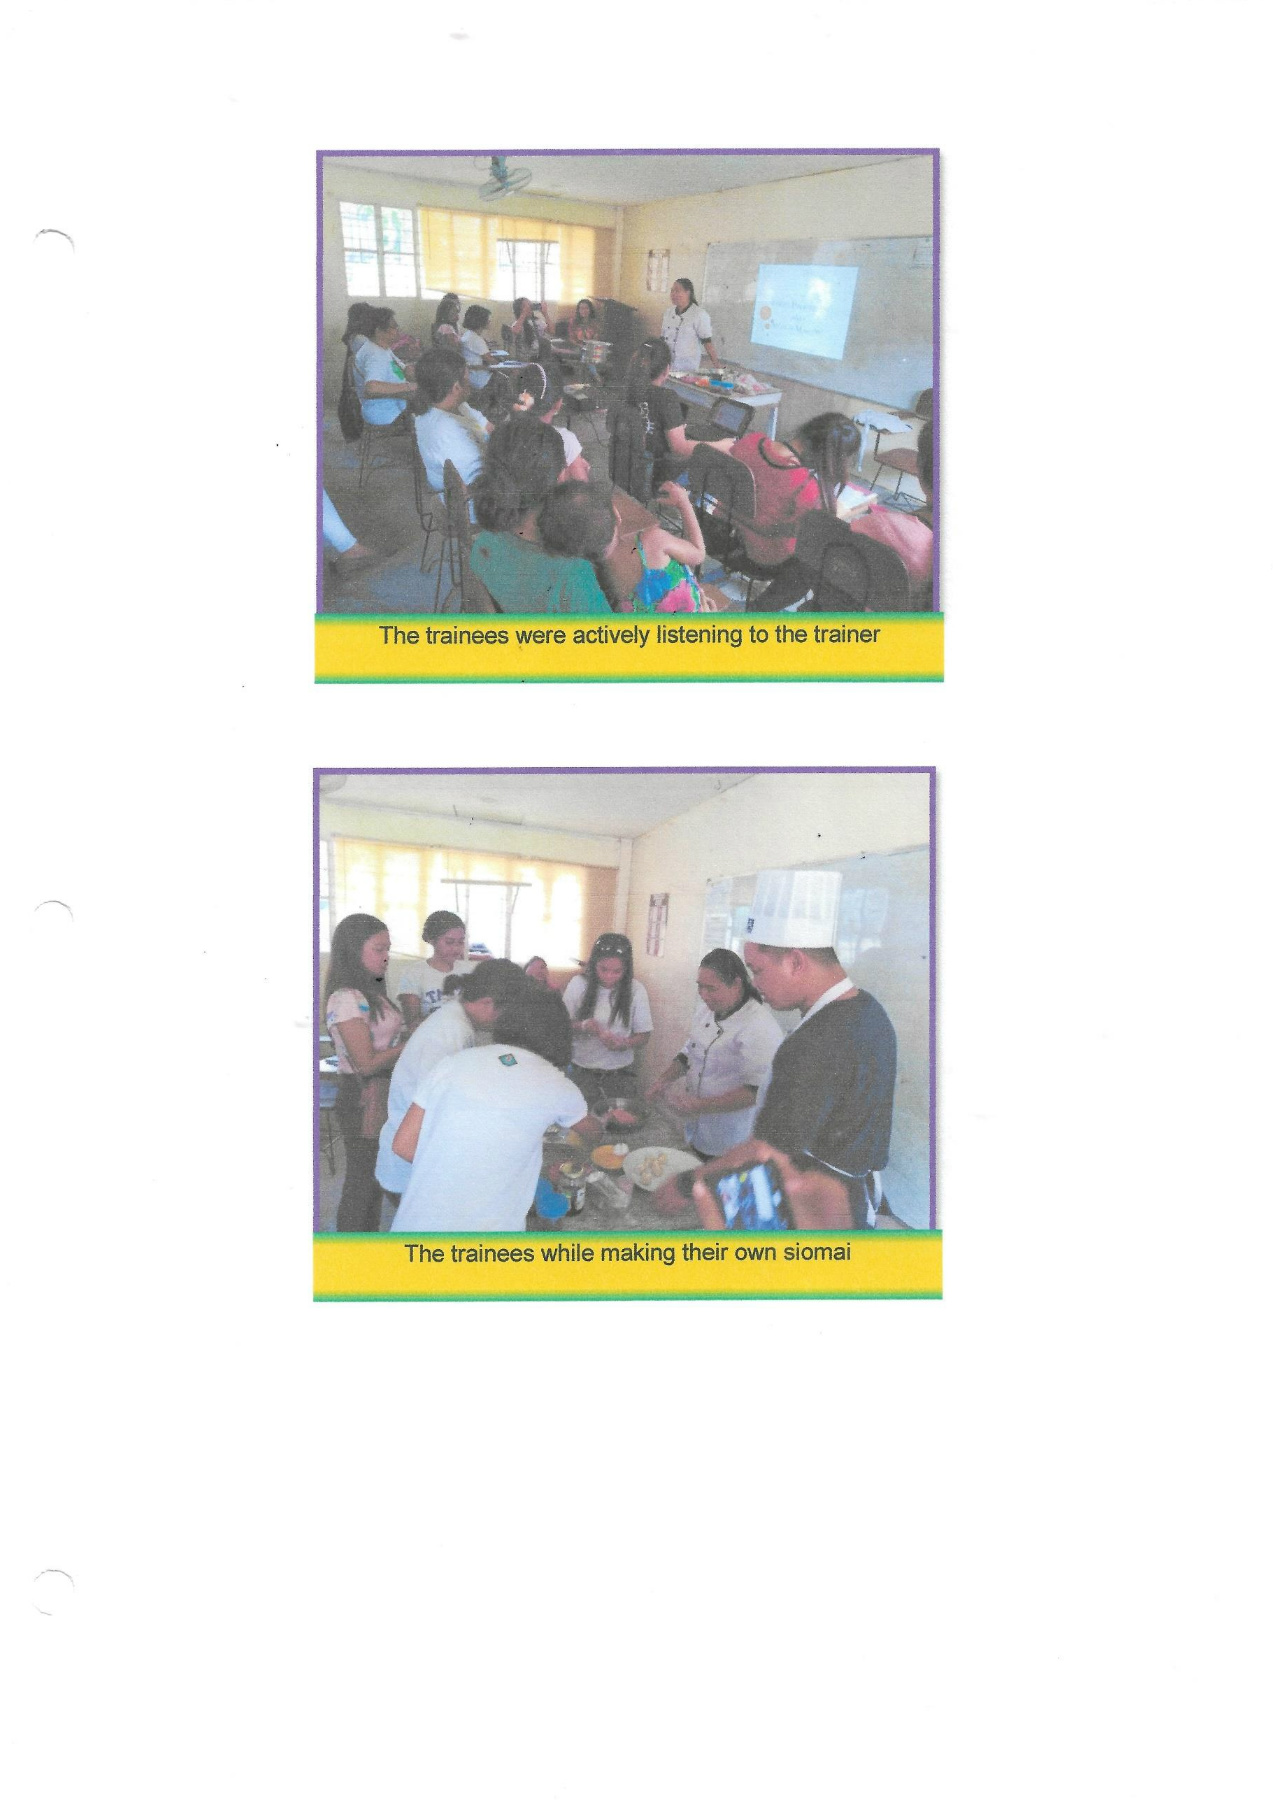 The trainees were actively listening to the trainer
The trainees while making their own siomai